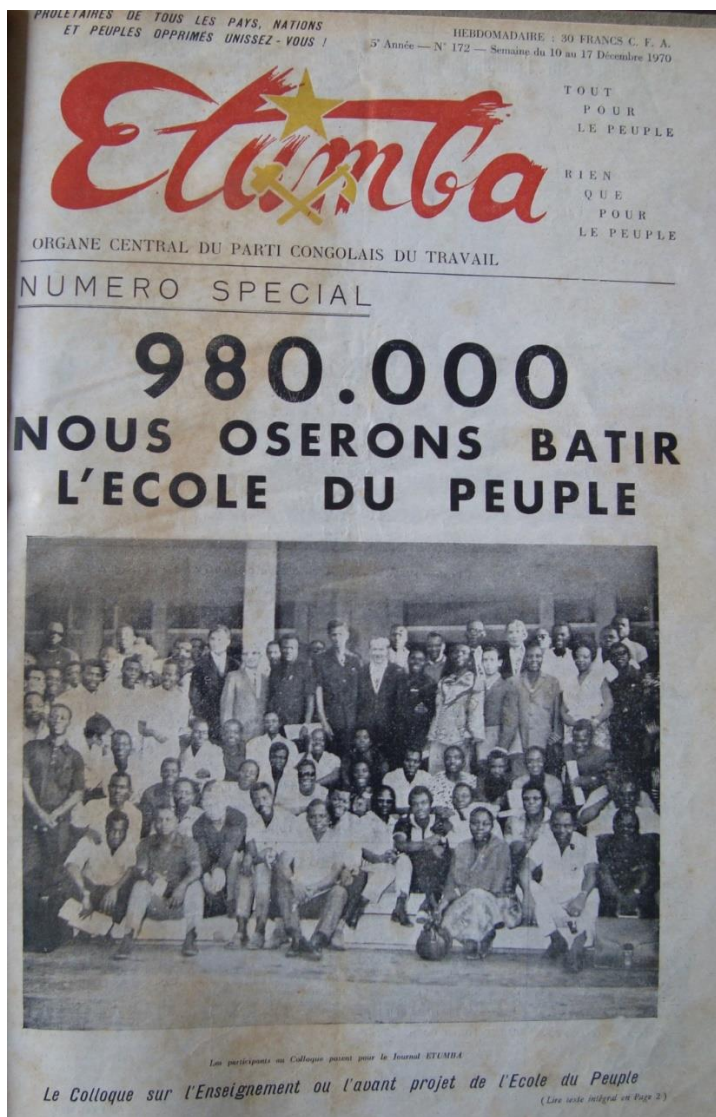 PROLETAIRES DE TOUS LES PAYS, NATIONS
ET PEUPLES OPPRIMÉS UNISSEZ - VOUS !
HEBDOMADAIRE : 30 FRANCS C. F. A.
5e Année — N° 172 — Semaine du 10 au 17 Décembre 1970
Etumba
TOUT
POUR
LE PEUPLE
RIEN
QUE
POUR
LE PEUPLE
ORGANE CENTRAL DU PARTI CONGOLAIS DU TRAVAIL
NUMERO SPECIAL
980.000
NOUS OSERONS BATIR
L'ECOLE DU PEUPLE
Les participants au Colloque posent pour le Journal ETUMBA
Le Colloque sur l'Enseignement ou l'avant projet de l'Ecole du Peuple
(Lire texte intégral en Page 2)